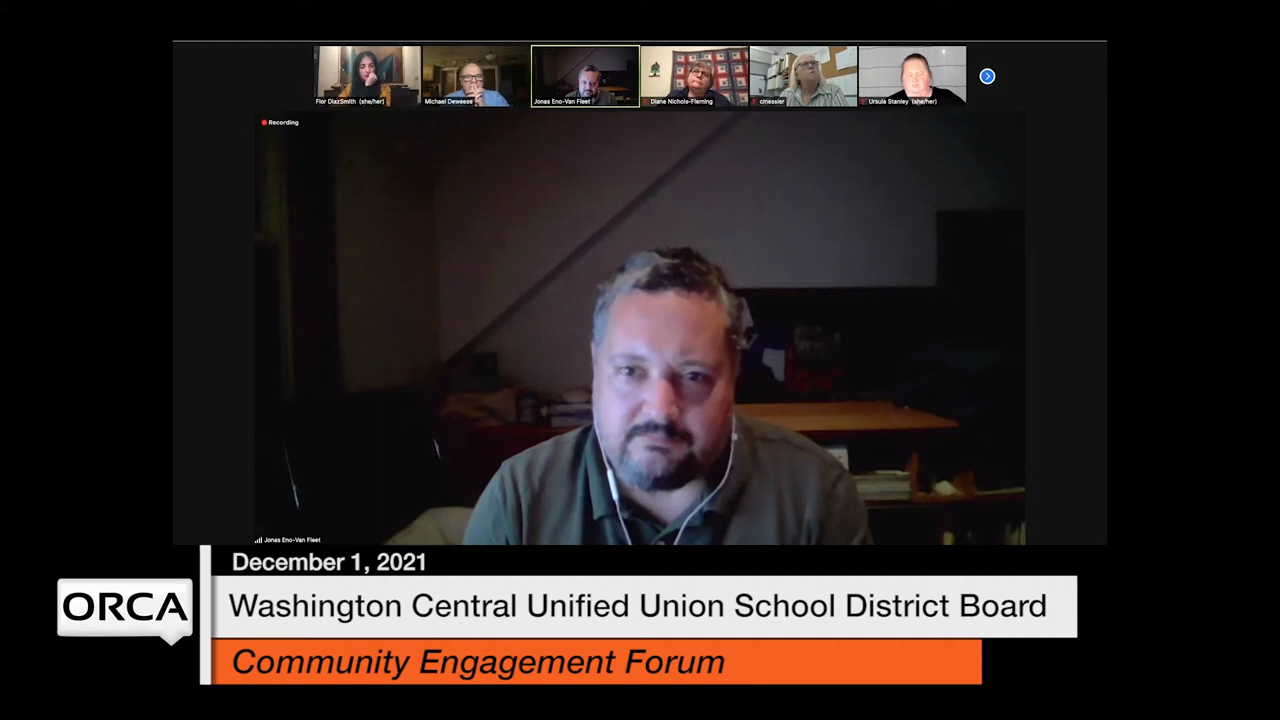 Flor DiazSmith (she/her)
Michael Deweese
Jonas Eno-Van Fleet
Diane Nichols-Fleming
cmessier
Ursula Stanley (she/her)
Recording
Jonas Eno-Van Fleet
December 1, 2021
ORCA
Washington Central Unified Union School District Board
Community Engagement Forum